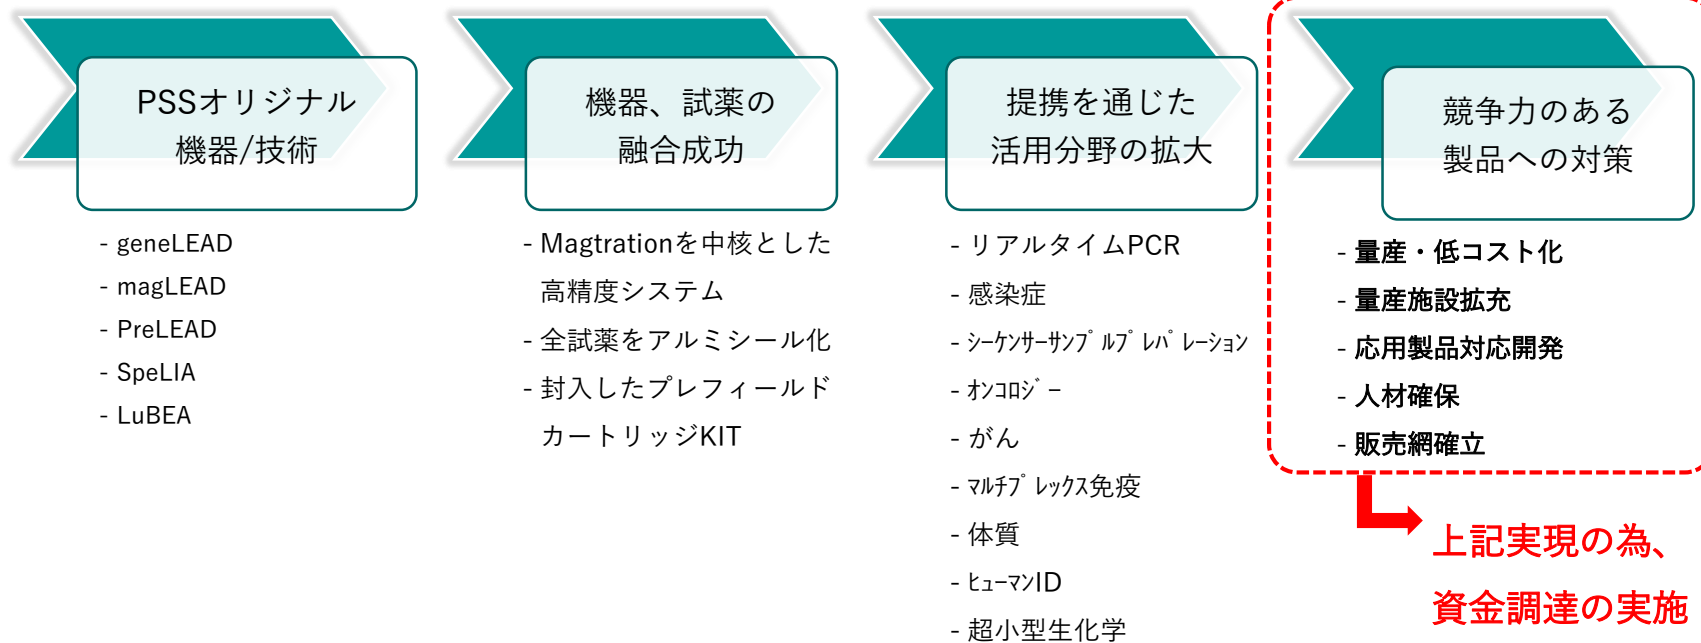 PSSオリジナル
機器/技術
- geneLEAD
- magLEAD
- PreLEAD
- SpeLIA
- LuBEA
機器、試薬の
融合成功
- Magtrationを中核とした
高精度システム
- 全試薬をアルミシール化
- 封入したプレフィールド
カートリッジKIT
提携を通じた
活用分野の拡大
- リアルタイムPCR
- 感染症
- ｼｰｹﾝｻｰｻﾝﾌﾟﾙﾌﾟﾚﾊﾟﾚｰｼｮﾝ
- ｵﾝｺﾛｼﾞｰ
- がん
- ﾏﾙﾁﾌﾟﾚｯｸｽ免疫
- 体質
- ﾋｭｰﾏﾝID
- 超小型生化学
競争力のある
製品への対策
- 量産・低コスト化
- 量産施設拡充
- 応用製品対応開発
- 人材確保
- 販売網確立
上記実現の為、
資金調達の実施